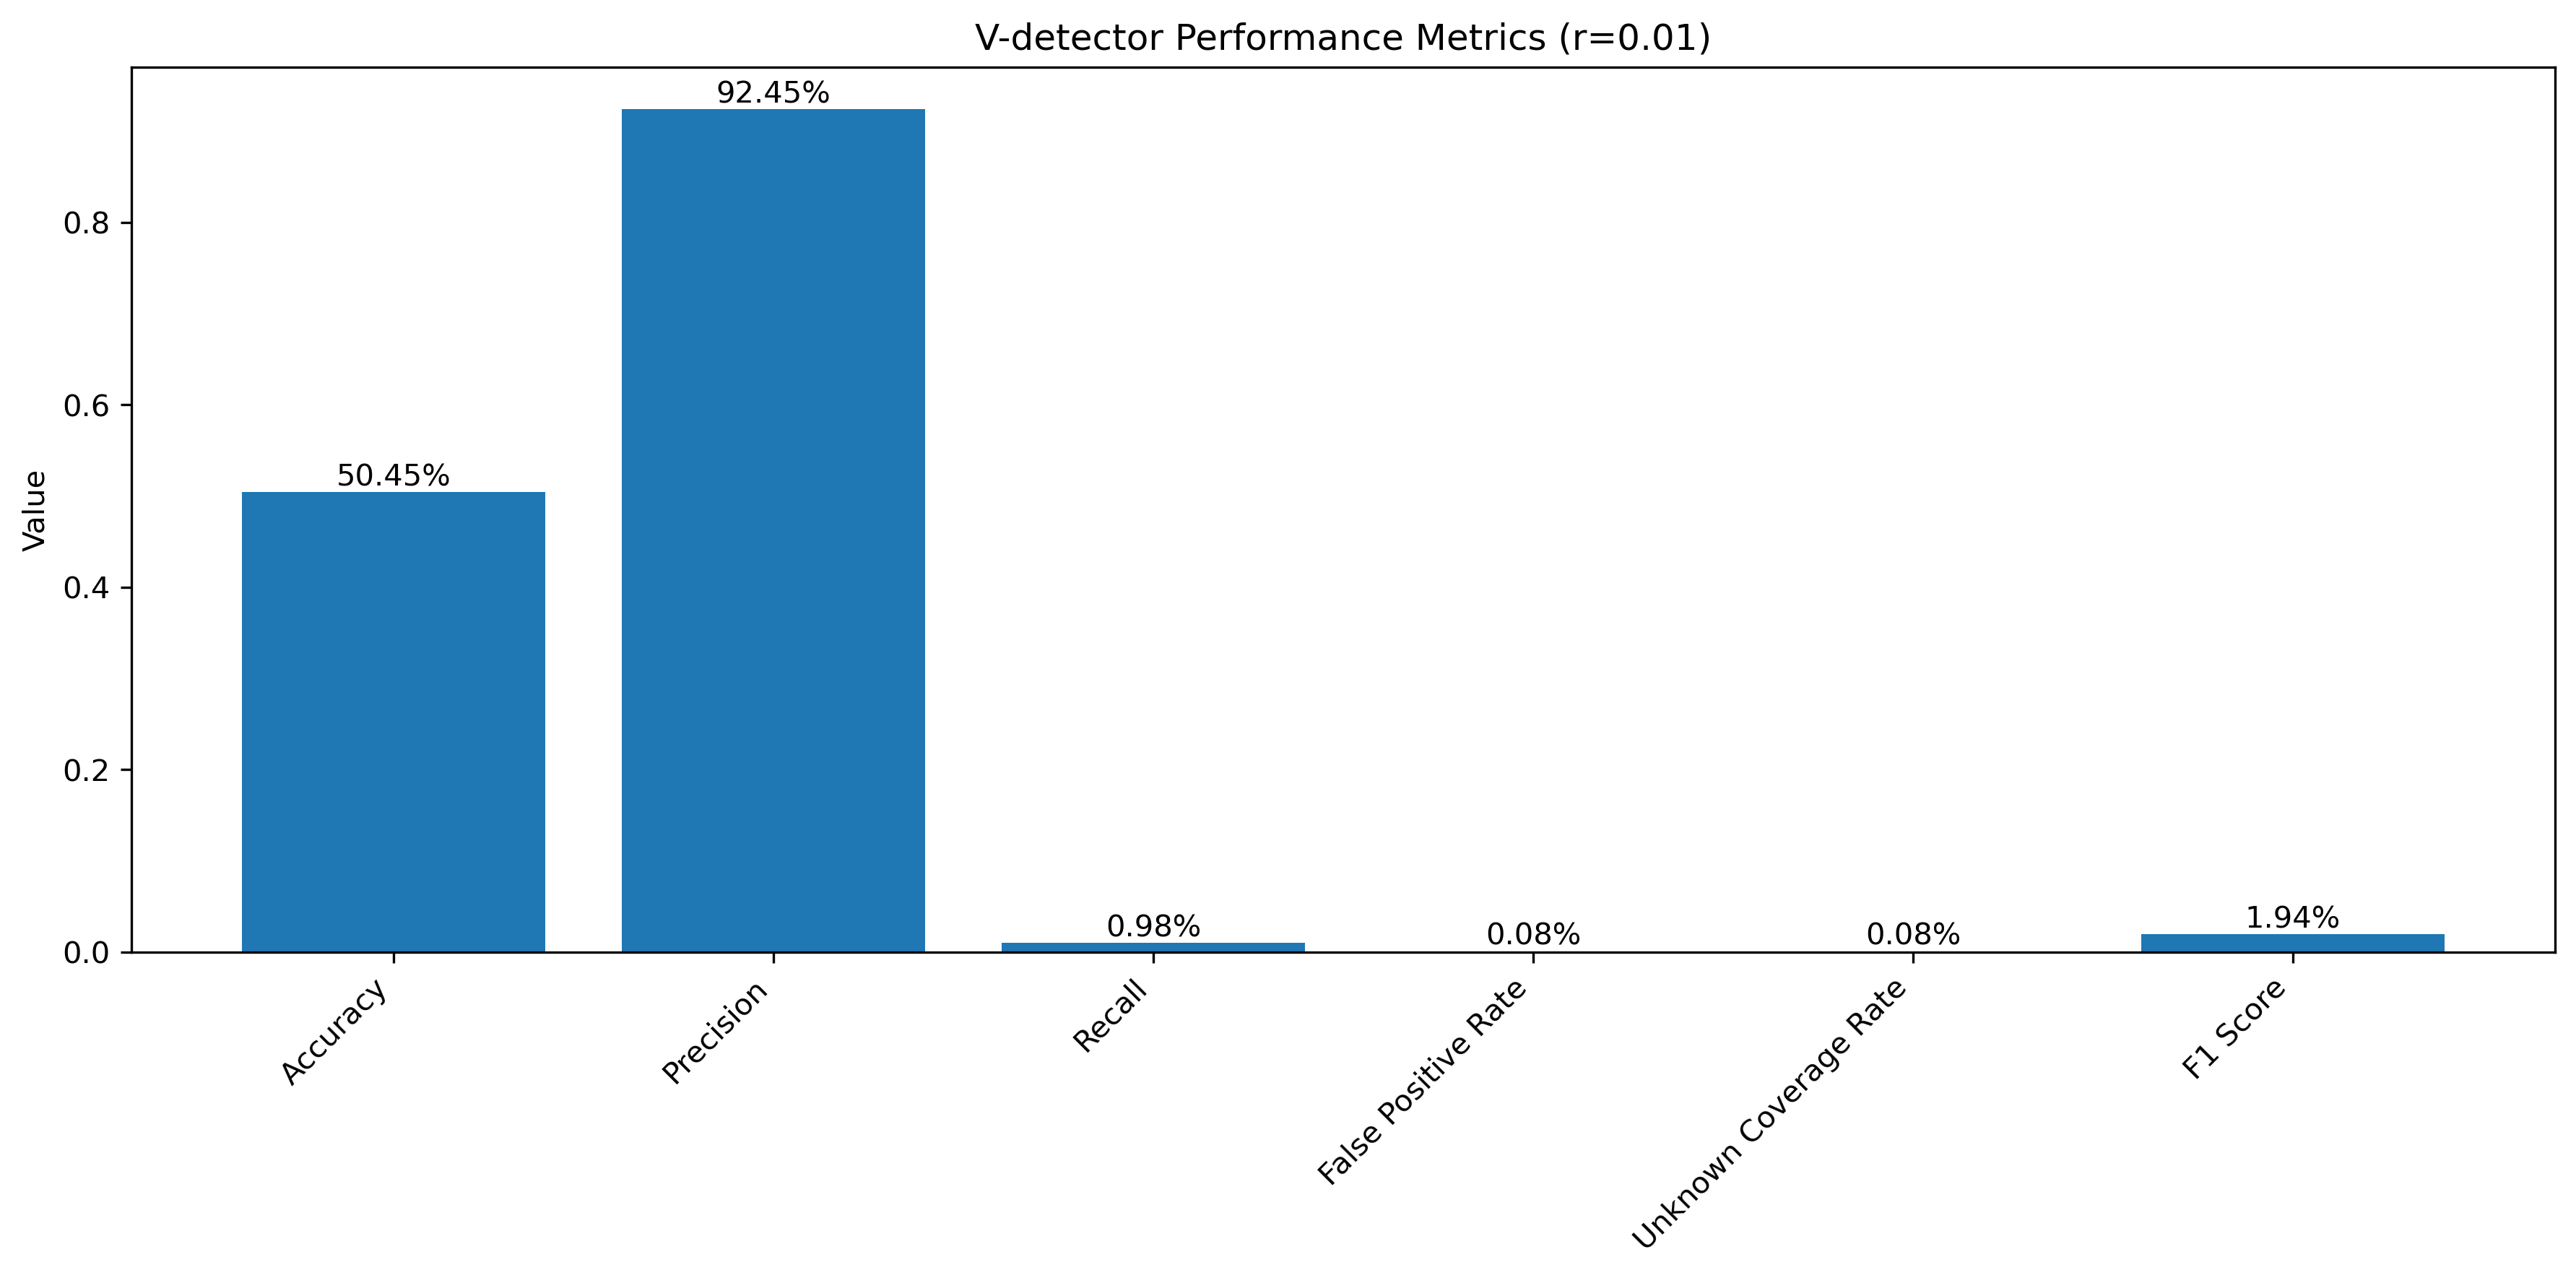 V-detector Performance Metrics (r=0.01)
92.45%
0.8
0.6
50.45%
Value
0.4
0.2
0.98%
0.08%
0.08%
1.94%
0.0
Accuracy
Precision
Recall
False Positive Rate
Unknown Coverage Rate
F1 Score